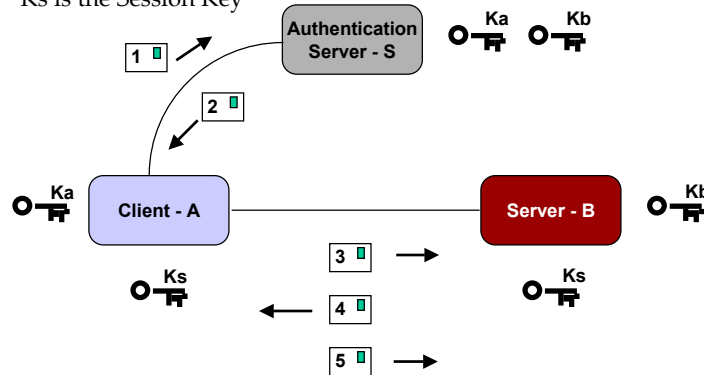 Ks is the Session Key
Authentication
Server - S
Ka
Kb
1
2
Ka
Client - A
Server - B
Kb
3
Ks
Ks
4
5